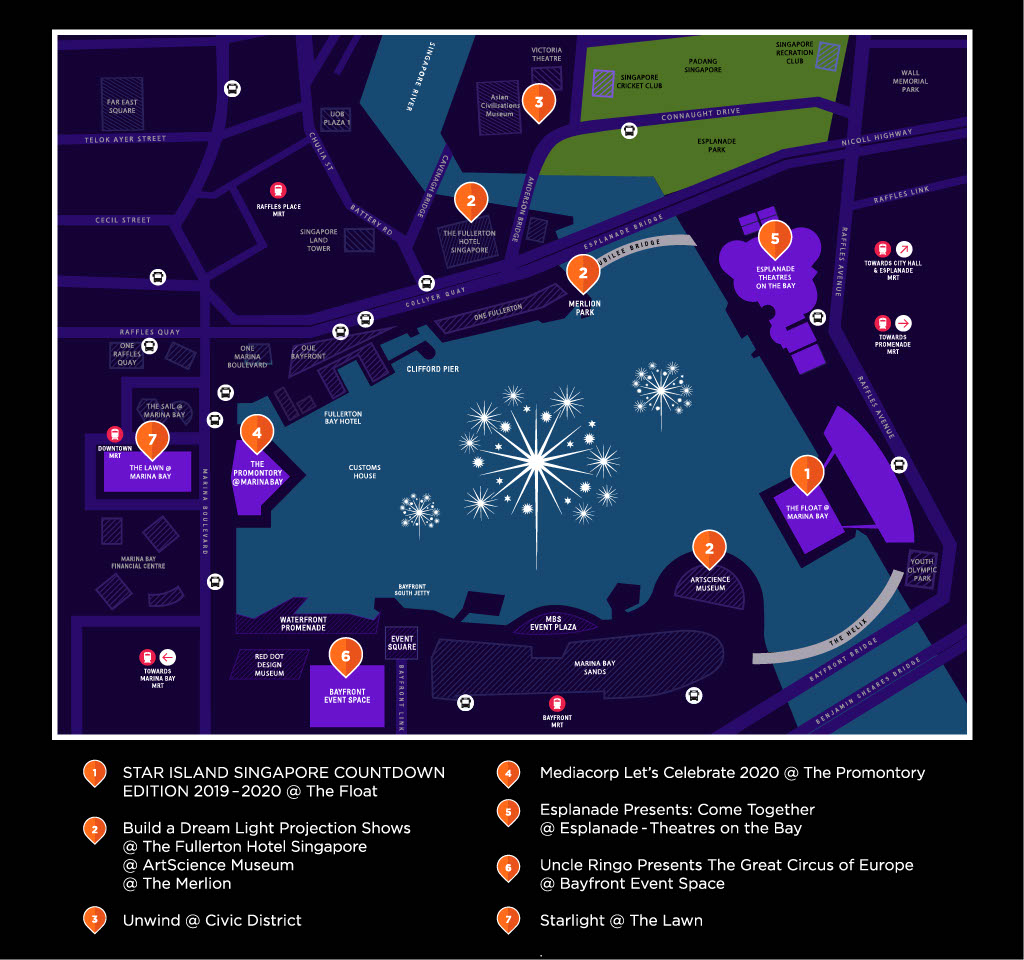 SINGAPORE RIVER
VICTORIA
THEATRE
SINGAPORE
RECRATION
CLUB
PADANG
SINGAPORE
SINGAPORE
CRICKET CLUB
WALL
MEMORIAL
PARK
FAR EAST
SQUARE
Asian
Civilisations
Museum
3
UOB
PLAZA 1
CONNAUGHT DRIVE
TELOK AYER STREET
CHULIA ST
ESPLANADE
PARK
NICOLL HIGHWAY
CAVENAGH BRIDGE
ANDERSON BRIDGE
RAFFLES LINK
2
RAFFLES PLACE
MRT
CECIL STREET
BATTERY RD
SINGAPORE
LAND
TOWER
THE FULLERTON
HOTEL
SINGAPORE
ESPLANADE BRIDGE
JUBILEE BRIDGE
5
RAFFLES AVENUE
TOWARDS CITY HALL
& ESPLANADE
MRT
2
ESPLANADE
THEATRES
ON THE BAY
COLLYER QUAY
ONE FULLERTON
MERLION
PARK
RAFFLES QUAY
TOWARDS
PROMENADE
MRT
ONE
RAFFLES
QUAY
ONE
MARINA
BOULEVARD
OUE
BAYFRONT
CLIFFORD PIER
RAFFLES AVENUE
THE SAIL @
MARINA BAY
FULLERTON
BAY HOTEL
DOWNTOWN
MRT
7
4
THE LAWN @
MARINA BAY
THE
PROMONTORY
@ MARINA BAY
CUSTOMS
HOUSE
1
THE FLOAT @
MARINA BAY
MARINA BOULEVARD
MARINA BAY
FINANCIAL CENTRE
2
ARTSCIENCE
MUSEUM
YOUTH
OLYMPIC
PARK
BAYFRONT
SOUTH JETTY
WATERFRONT
PROMENADE
MBS
EVENT PLAZA
THE HELIX
EVENT
SQUARE
TOWARDS
MARINA BAY
MRT
RED DOT
DESIGN
MUSEUM
6
BAYFRONT
EVENT SPACE
BAYFRONT LINK
MARINA BAY
SANDS
BAYFRONT BRIDGE
BENJAMIN SHEARES BRIDGE
BAYFRONT
MRT
1
STAR ISLAND SINGAPORE COUNTDOWN
EDITION 2019-2020 @ The Float
2
Build a Dream Light Projection Shows
@ The Fullerton Hotel Singapore
@ ArtScience Museum
@ The Merlion
3
Unwind @ Civic District
4
Mediacorp Let's Celebrate 2020 @ The Promontory
5
Esplanade Presents: Come Together
@ Esplanade - Theatres on the Bay
6
Uncle Ringo Presents The Great Circus of Europe
@ Bayfront Event Space
7
Starlight @ The Lawn